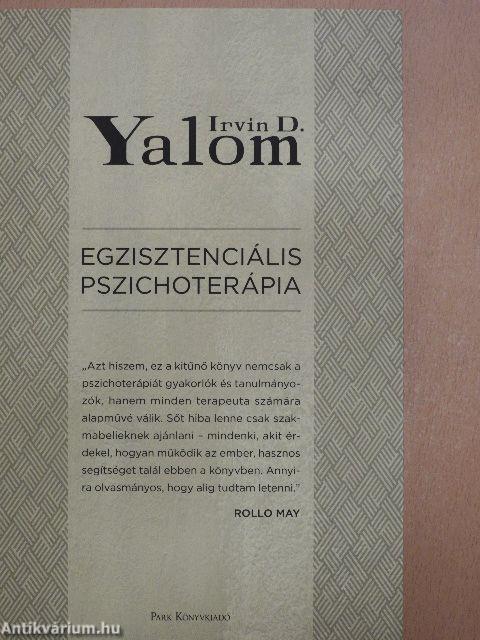 Irvin D.
Yalom
EGZISZTENCIÁLIS
PSZICHOTERÁPIA
„Azt hiszem, ez a kitűnő könyv nemcsak a
pszichoterápiát gyakorlók és tanulmányo-
zók, hanem minden terapeuta számára
alapművé válik. Sőt hiba lenne csak szak-
mabelieknek ajánlani – mindenki, akit ér-
dekel, hogyan működik az ember, hasznos
segítséget talál ebben a könyvben. Annyi-
ra olvasmányos, hogy alig tudtam letenni.”
ROLLO MAY
PARK KÖNYVKIADÓ
Antikvárium.hu